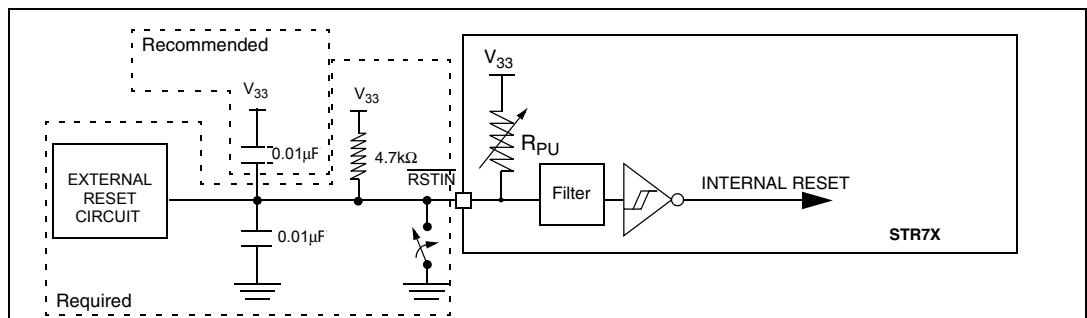 Recommended
V33
V33
V33
0.01µF
4.7kΩ
RSTIN
RPU
EXTERNAL
RESET
CIRCUIT
Filter
INTERNAL RESET
0.01µF
STR7X
Required